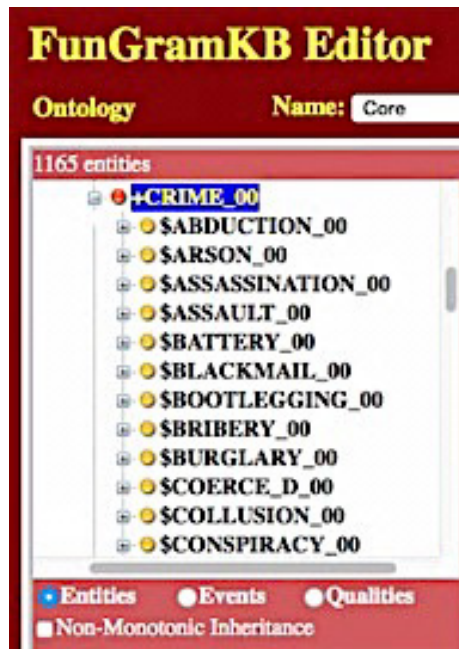 FunGramKB Editor
Ontology Name: Core
1165 entities
+CRIME_00
$ABDUCTION_00
$ARSON_00
$ASSASSINATION_00
$ASSAULT_00
$BATTERY_00
$BLACKMAIL_00
$BOOTLEGGING_00
$BRIBERY_00
$BURGLARY_00
$COERCE_D_00
$COLLUSION_00
$CONSPIRACY_00
Entities Events Qualities
Non-Monotonic Inheritance